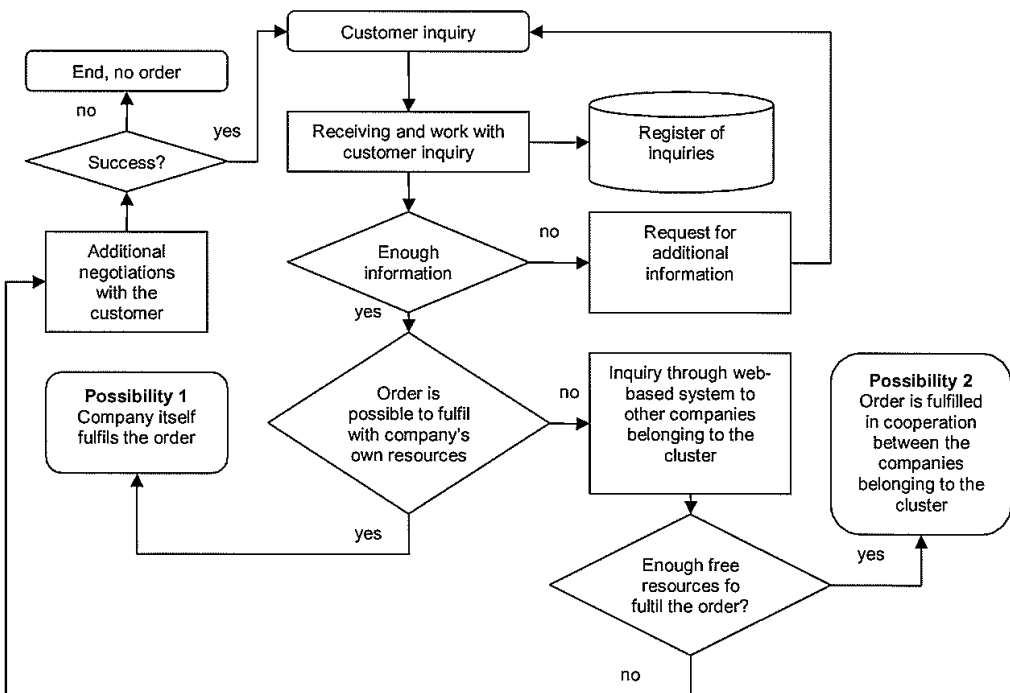 Customer inquiry
End, no order
no
yes
Success?
Receiving and work with
customer inquiry
Register of
inquiries
Additional
negotiations
with the
customer
Enough
information
no
Request for
additional
information
yes
Possibility 1
Company itself
fulfils the order
Order is
possible to fulfil
with company's
own resources
no
Inquiry through web-
based system to
other companies
belonging to the
cluster
Possibility 2
Order is fulfilled
in cooperation
between the
companies
belonging to the
cluster
yes
Enough free
resources fo
fultil the order?
yes
no